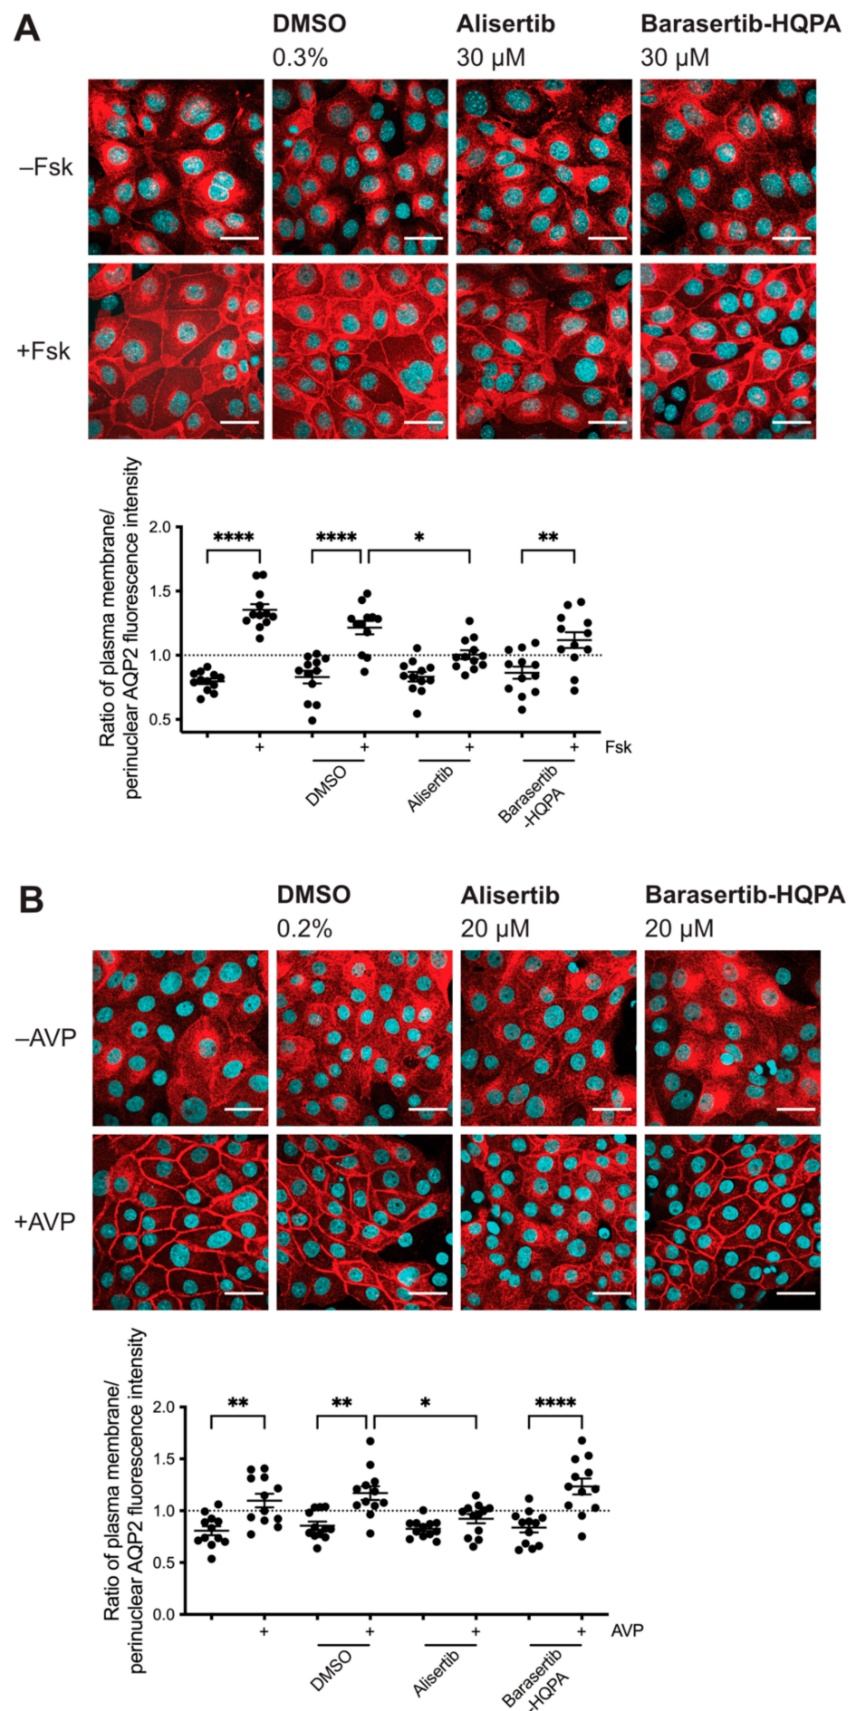 A
DMSO Alisertib Barasertib-HQPA
0.3% 30 μM 30 μM
–Fsk
+Fsk
Ratio of plasma membrane/
perinuclear AQP2 fluorescence intensity
2.0
1.5
1.0
0.5
**** **** * **
+ + + + Fsk
DMSO
Alisertib
Barasertib
-HQPA
B
DMSO Alisertib Barasertib-HQPA
0.2% 20 μM 20 μM
–AVP
+AVP
Ratio of plasma membrane/
perinuclear AQP2 fluorescence intensity
2.0
1.5
1.0
0.5
0.0
** ** * ****
+ + + + AVP
DMSO
Alisertib
Barasertib
-HQPA